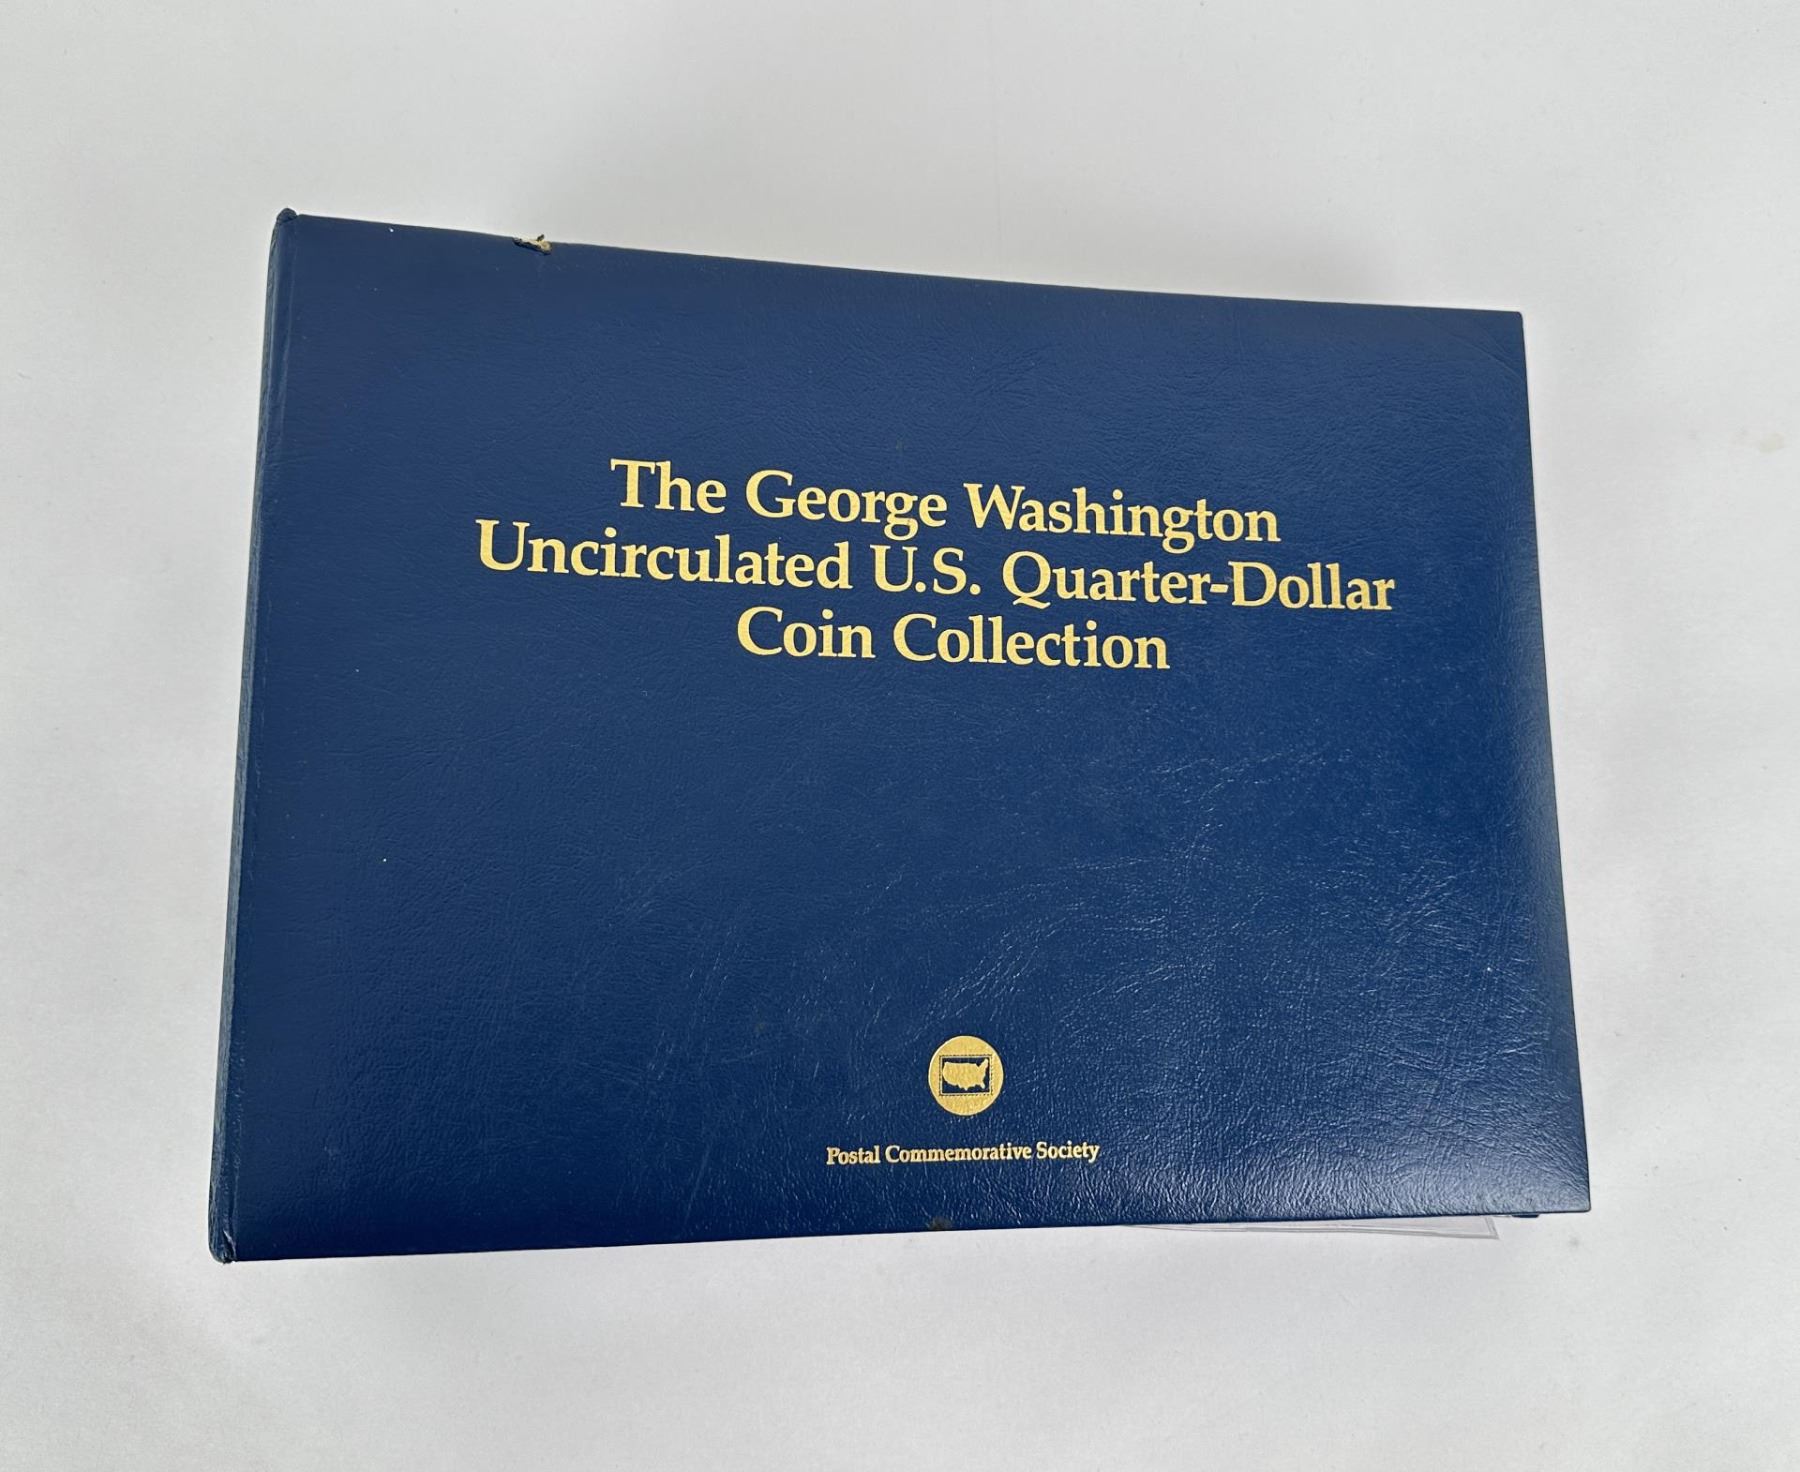 The George Washington
Uncirculated U.S. Quarter-Dollar
Coin Collection
Postal Commemorative Society